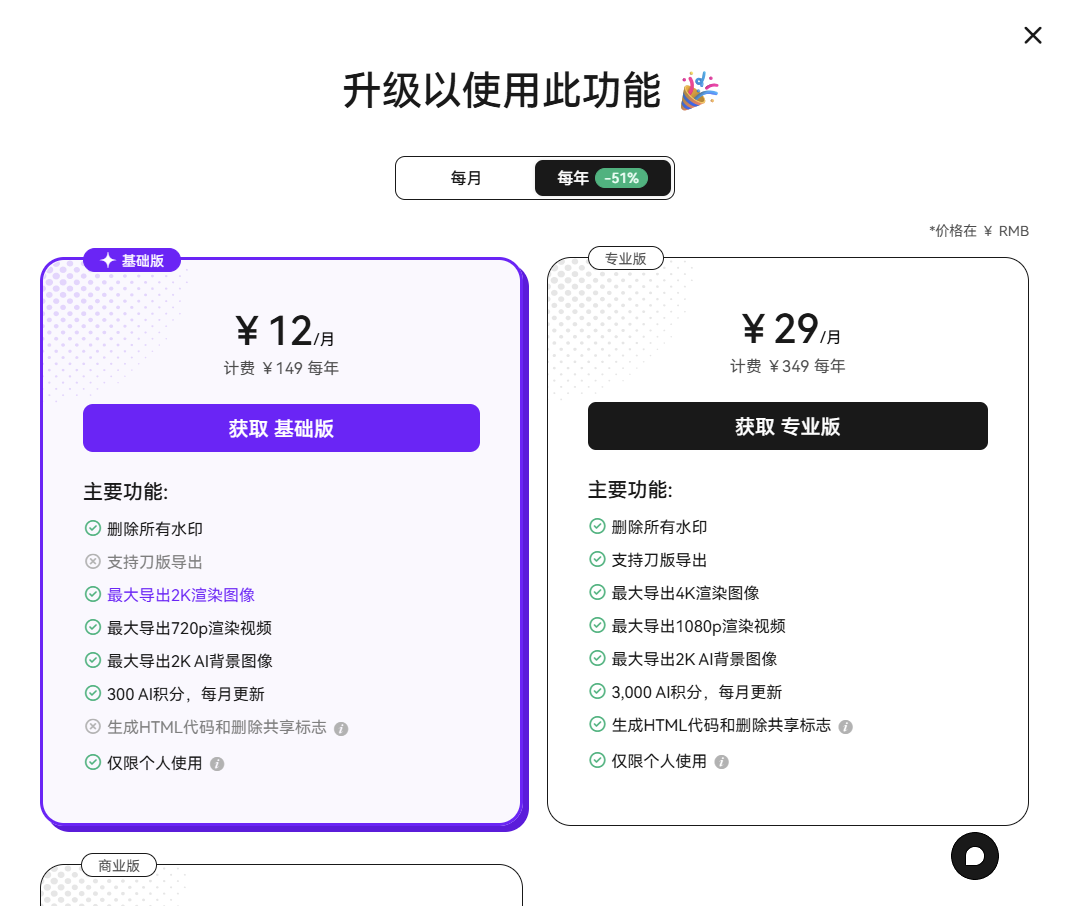 升级以使用此功能
每月
每年 -51%
*价格在 ¥ RMB
基础版
¥12/月
计费 ¥149 每年
获取 基础版
主要功能:
删除所有水印
支持刀版导出
最大导出2K渲染图像
最大导出720p渲染视频
最大导出2K AI背景图像
300 AI积分，每月更新
生成HTML代码和删除共享标志
仅限个人使用
专业版
¥29/月
计费 ¥349 每年
获取 专业版
主要功能:
删除所有水印
支持刀版导出
最大导出4K渲染图像
最大导出1080p渲染视频
最大导出2K AI背景图像
3,000 AI积分，每月更新
生成HTML代码和删除共享标志
仅限个人使用
商业版